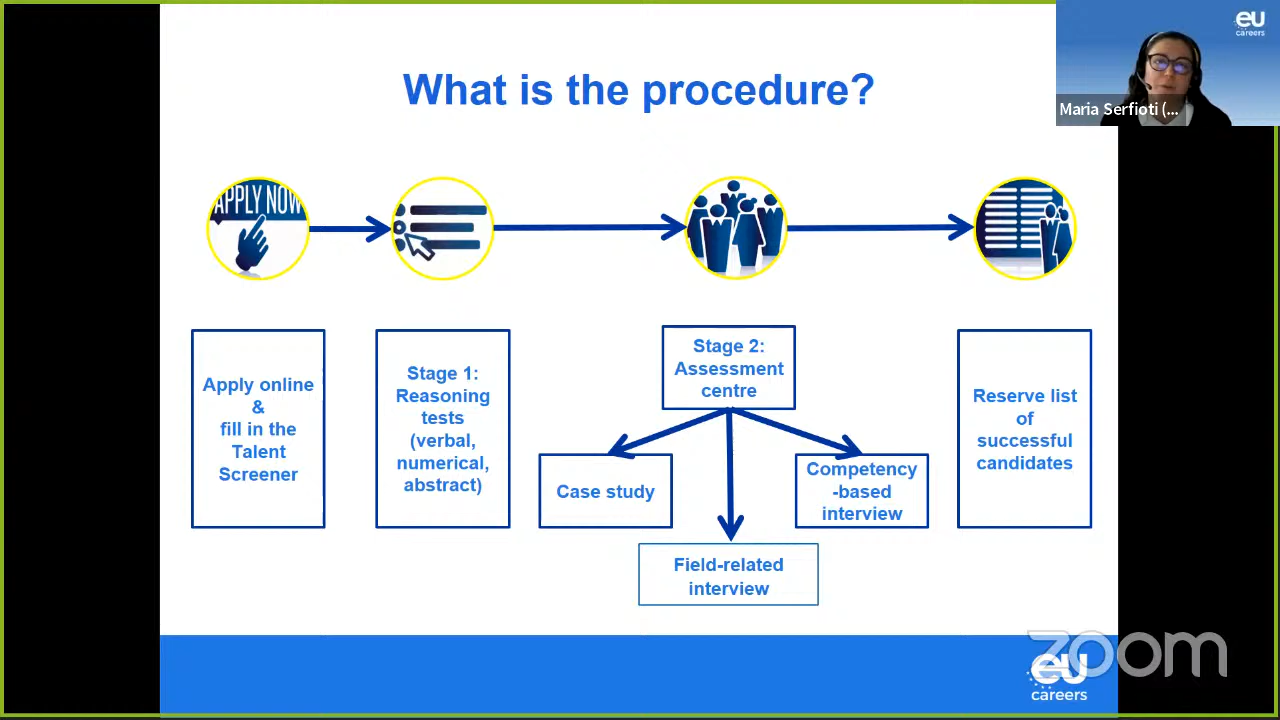 What is the procedure?
eu
careers
Maria Serfioti (...
APPLY NOW
Apply online
&
fill in the
Talent
Screener
Stage 1:
Reasoning
tests
(verbal,
numerical,
abstract)
Stage 2:
Assessment
centre
Case study
Field-related
interview
Competency
-based
interview
Reserve list
of
successful
candidates
zoom
eu
careers